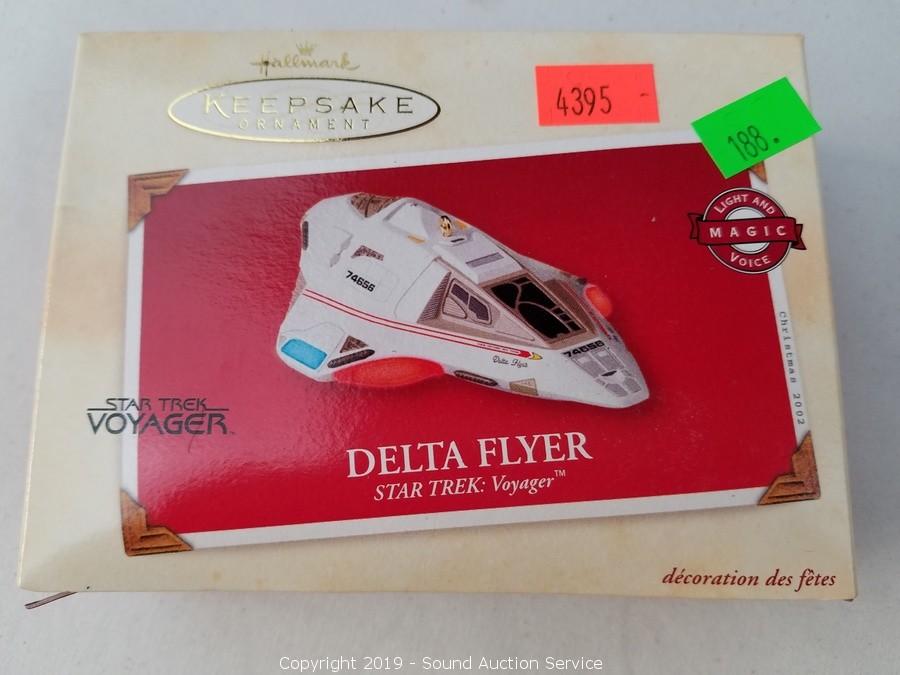 Hallmark
KEEPSAKE
ORNAMENT
4395 -
188.
LIGHT AND
MAGIC
VOICE
74656
Delta Flyer
74656
Christmas 2002
STAR TREK
VOYAGER™
DELTA FLYER
STAR TREK: Voyager™
décoration des fêtes
Copyright 2019 - Sound Auction Service